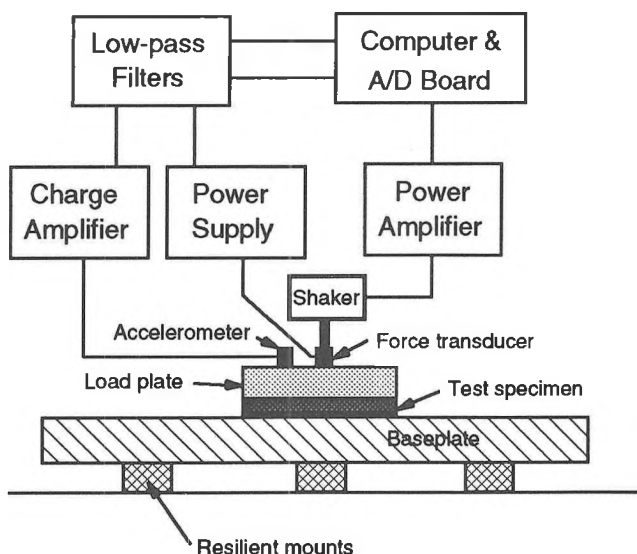 Low-pass
Filters
Computer &
A/D Board
Charge
Amplifier
Power
Supply
Power
Amplifier
Shaker
Accelerometer
Force transducer
Load plate
Test specimen
Baseplate
Resilient mounts